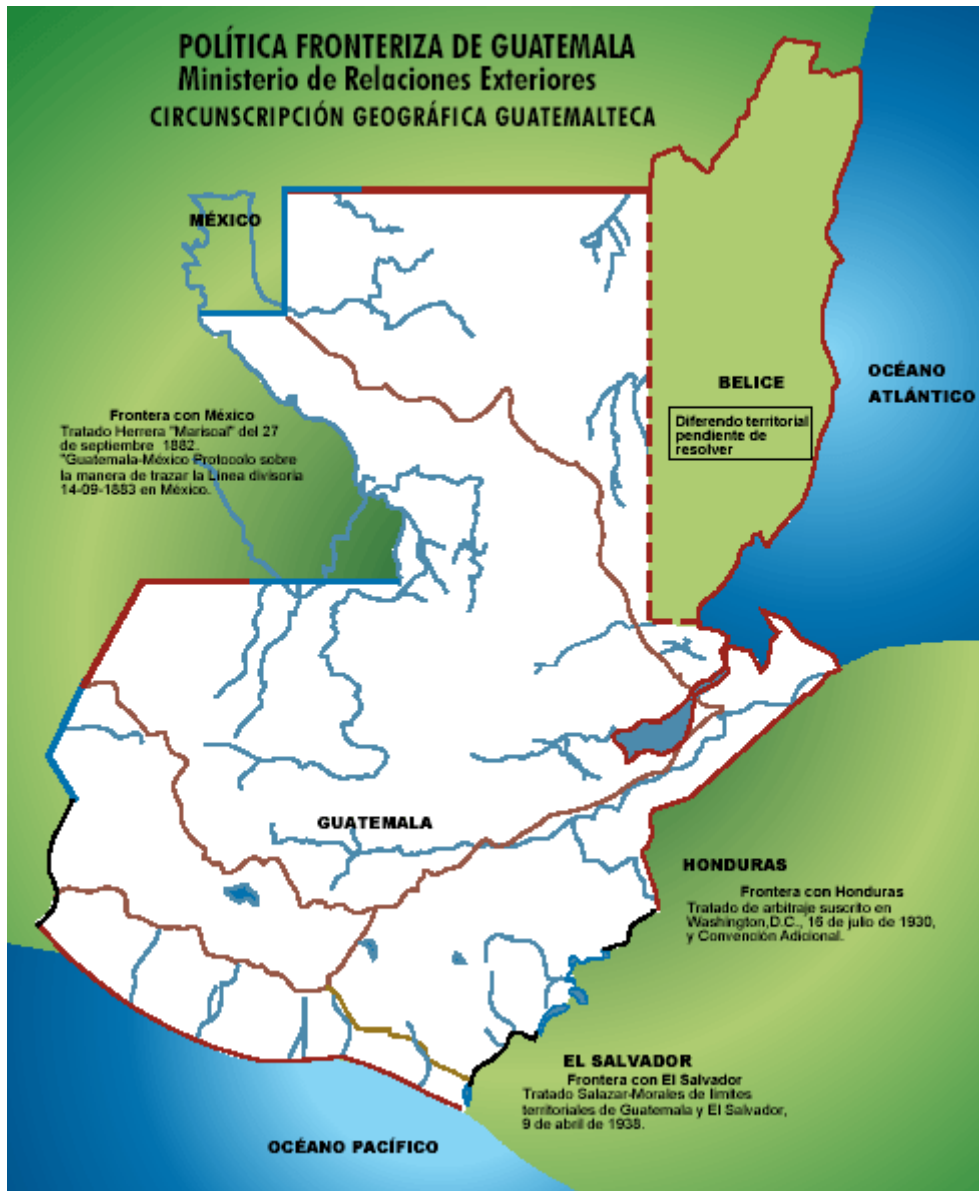 POLÍTICA FRONTERIZA DE GUATEMALA
Ministerio de Relaciones Exteriores
CIRCUNSCRIPCIÓN GEOGRÁFICA GUATEMALTECA
MÉXICO
OCÉANO
ATLÁNTICO
BELICE
Diferendo territorial
pendiente de
resolver
Frontera con México
Tratado Herrera "Mariscal" del 27
de septiembre 1882.
"Guatemala-México Protocolo sobre
la manera de trazar la Línea divisoria
14-09-1883 en México.
GUATEMALA
HONDURAS
Frontera con Honduras
Tratado de arbitraje suscrito en
Washington,D.C., 16 de julio de 1930,
y Convención Adicional.
EL SALVADOR
Frontera con El Salvador
Tratado Salazar-Morales de límites
territoriales de Guatemala y El Salvador,
9 de abril de 1938.
OCÉANO PACÍFICO